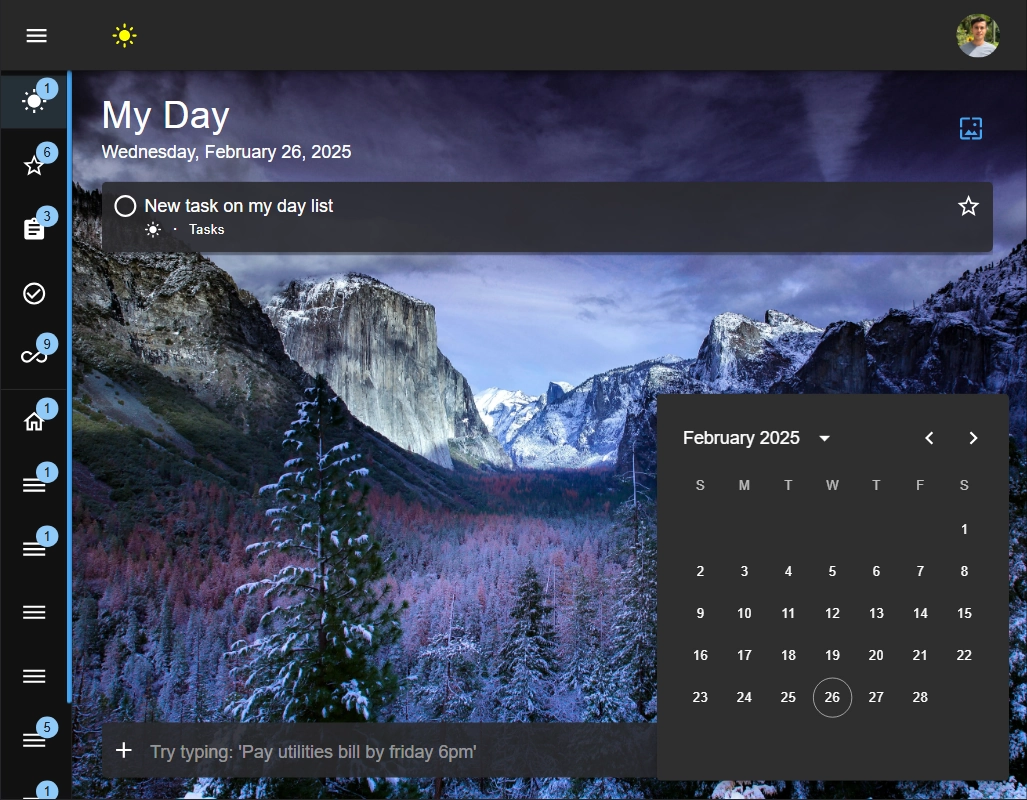 1
6
3
9
1
1
1
5
1
My Day
Wednesday, February 26, 2025
New task on my day list
· Tasks
February 2025
S M T W T F S
1
2 3 4 5 6 7 8
9 10 11 12 13 14 15
16 17 18 19 20 21 22
23 24 25 26 27 28
Try typing: 'Pay utilities bill by friday 6pm'